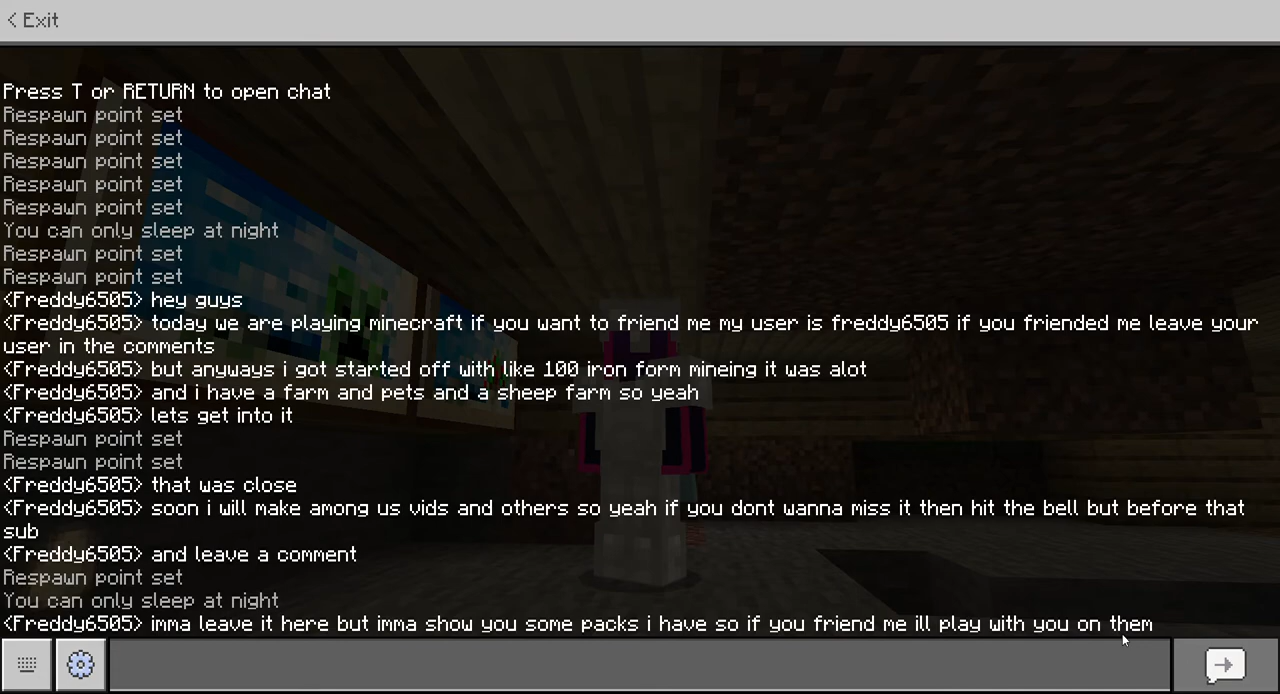 < Exit
Press T or RETURN to open chat
Respawn point set
Respawn point set
Respawn point set
Respawn point set
Respawn point set
You can only sleep at night
Respawn point set
Respawn point set
<Freddy6505> hey guys
<Freddy6505> today we are playing minecraft if you want to friend me my user is freddy6505 if you friended me leave your
user in the comments
<Freddy6505> but anyways i got started off with like 100 iron form mineing it was alot
<Freddy6505> and i have a farm and pets and a sheep farm so yeah
<Freddy6505> lets get into it
Respawn point set
Respawn point set
<Freddy6505> that was close
<Freddy6505> soon i will make among us vids and others so yeah if you dont wanna miss it then hit the bell but before that
sub
<Freddy6505> and leave a comment
Respawn point set
You can only sleep at night
<Freddy6505> imma leave it here but imma show you some packs i have so if you friend me ill play with you on them